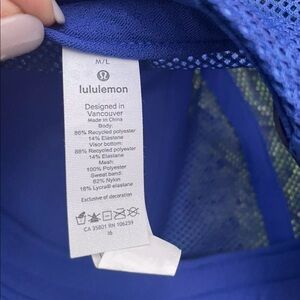 M/L
lululemon
Designed in
Vancouver
Made in China
Body:
86% Recycled polyester
14% Elastane
Visor bottom:
86% Recycled polyester
14% Elastane
Mesh:
100% Polyester
Sweat band:
82% Nylon
18% Lycra® elastane
Exclusive of decoration
CA 35801 RN 106259